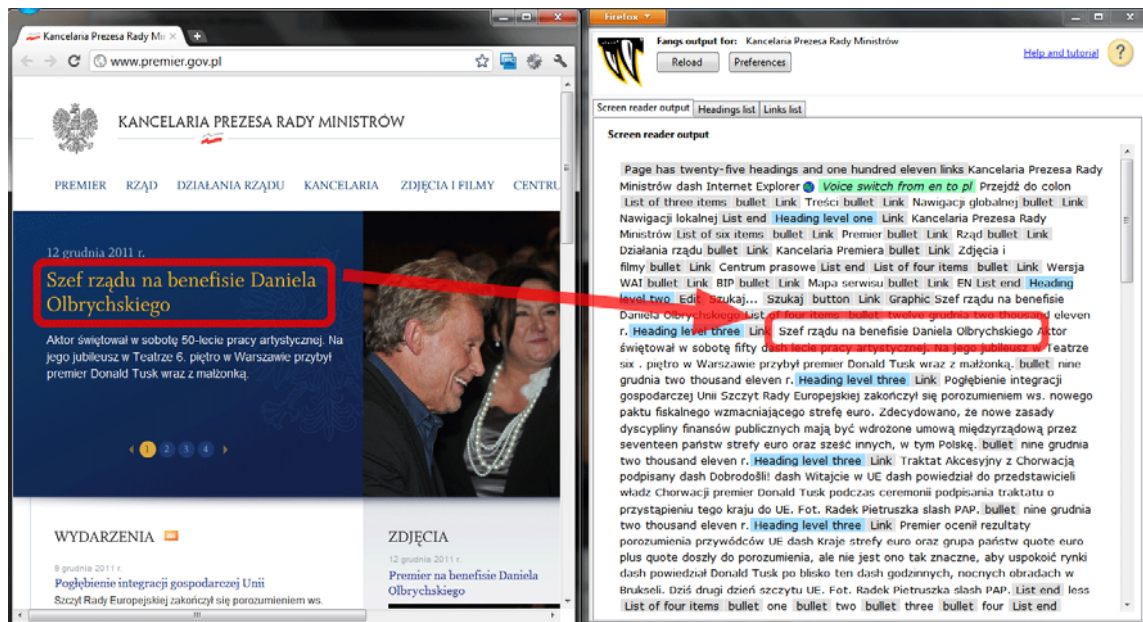 Kancelaria Prezesa Rady Min
www.premier.gov.pl
KANCELARIA PREZESA RADY MINISTRÓW
PREMIER RZĄD DZIAŁANIA RZĄDU KANCELARIA ZDJĘCIA I FILMY CENTRU
12 grudnia 2011 r.
Szef rządu na benefisie Daniela
Olbrychskiego
Aktor świętował w sobotę 50-lecie pracy artystycznej. Na
jego jubileusz w Teatrze 6. piętro w Warszawie przybył
premier Donald Tusk wraz z małżonką.
1 2 3 4
WYDARZENIA
9 grudnia 2011 r.
Pogłębienie integracji gospodarczej Unii
Szczyt Rady Europejskiej zakończył się porozumieniem ws.
ZDJĘCIA
12 grudnia 2011 r.
Premier na benefisie Daniela
Olbrychskiego
Firefox
Fangs output for: Kancelaria Prezesa Rady Ministrów
Reload Preferences
Help and tutorial ?
Screen reader output Headings list Links list
Screen reader output
Page has twenty-five headings and one hundred eleven links Kancelaria Prezesa Rady
Ministrów dash Internet Explorer Voice switch from en to pl Przejdź do colon
List of three items bullet Link Treści bullet Link Nawigacji globalnej bullet Link
Nawigacji lokalnej List end Heading level one Link Kancelaria Prezesa Rady
Ministrów List of six items bullet Link Premier bullet Link Rząd bullet Link
Działania rządu bullet Link Kancelaria Premiera bullet Link Zdjęcia i
filmy bullet Link Centrum prasowe List end List of four items bullet Link Wersja
WAI bullet Link BIP bullet Link Mapa serwisu bullet Link EN List end Heading
level two Edit Szukaj... Szukaj button Link Graphic Szef rządu na benefisie
Daniela Olbrychskiego List of four items bullet twelve grudnia two thousand eleven
r. Heading level three Link Szef rządu na benefisie Daniela Olbrychskiego Aktor
świętował w sobotę fifty dash lecie pracy artystycznej. Na jego jubileusz w Teatrze
six . piętro w Warszawie przybył premier Donald Tusk wraz z małżonką. bullet nine
grudnia two thousand eleven r. Heading level three Link Pogłębienie integracji
gospodarczej Unii Szczyt Rady Europejskiej zakończył się porozumieniem ws. nowego
paktu fiskalnego wzmacniającego strefę euro. Zdecydowano, że nowe zasady
dyscypliny finansów publicznych mają być wdrożone umową międzyrządową przez
seventeen państw strefy euro oraz sześć innych, w tym Polskę. bullet nine grudnia
two thousand eleven r. Heading level three Link Traktat Akcesyjny z Chorwacją
podpisany dash Dobrodošli! dash Witajcie w UE dash powiedział do przedstawicieli
władz Chorwacji premier Donald Tusk podczas ceremonii podpisania traktatu o
przystąpieniu tego kraju do UE. Fot. Radek Pietruszka slash PAP. bullet nine grudnia
two thousand eleven r. Heading level three Link Premier ocenił rezultaty
porozumienia przywódców UE dash Kraje strefy euro oraz grupa państw quote euro
plus quote doszły do porozumienia, ale nie jest ono tak znaczne, aby uspokoić rynki
dash powiedział Donald Tusk po blisko ten dash godzinnych, nocnych obradach w
Brukseli. Dziś drugi dzień szczytu UE. Fot. Radek Pietruszka slash PAP. List end less
List of four items bullet one bullet two bullet three bullet four List end